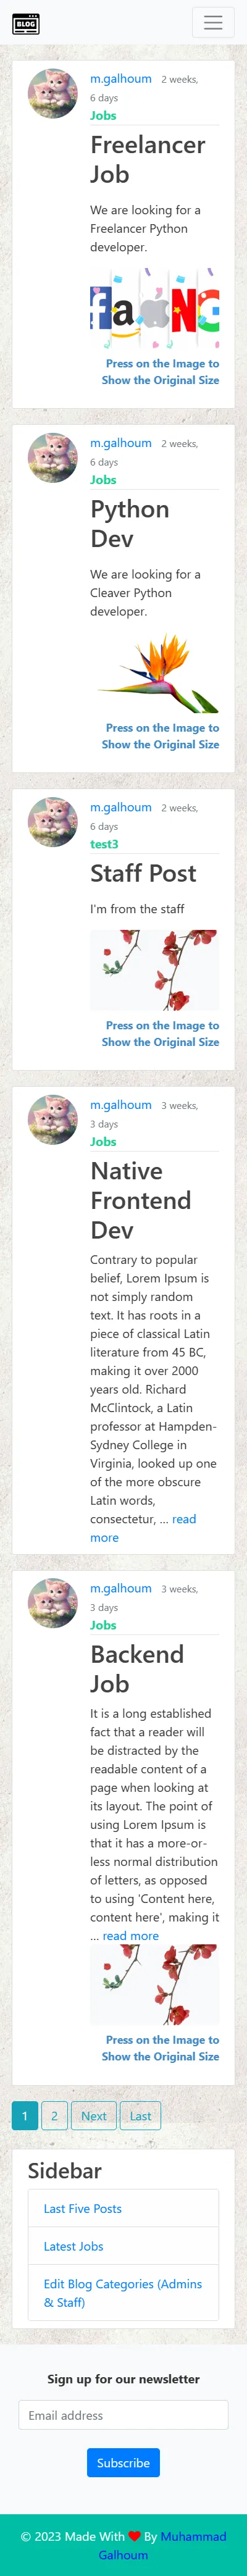 BLOG
m.galhoum 2 weeks,
6 days
Jobs
Freelancer
Job
We are looking for a
Freelancer Python
developer.
faANG
Press on the Image to
Show the Original Size
m.galhoum 2 weeks,
6 days
Jobs
Python
Dev
We are looking for a
Cleaver Python
developer.
Press on the Image to
Show the Original Size
m.galhoum 2 weeks,
6 days
test3
Staff Post
I'm from the staff
Press on the Image to
Show the Original Size
m.galhoum 3 weeks,
3 days
Jobs
Native
Frontend
Dev
Contrary to popular
belief, Lorem Ipsum is
not simply random
text. It has roots in a
piece of classical Latin
literature from 45 BC,
making it over 2000
years old. Richard
McClintock, a Latin
professor at Hampden-
Sydney College in
Virginia, looked up one
of the more obscure
Latin words,
consectetur, ... read
more
m.galhoum 3 weeks,
3 days
Jobs
Backend
Job
It is a long established
fact that a reader will
be distracted by the
readable content of a
page when looking at
its layout. The point of
using Lorem Ipsum is
that it has a more-or-
less normal distribution
of letters, as opposed
to using 'Content here,
content here', making it
... read more
Press on the Image to
Show the Original Size
1 2 Next Last
Sidebar
Last Five Posts
Latest Jobs
Edit Blog Categories (Admins
& Staff)
Sign up for our newsletter
Email address
Subscribe
© 2023 Made With ❤ By Muhammad
Galhoum